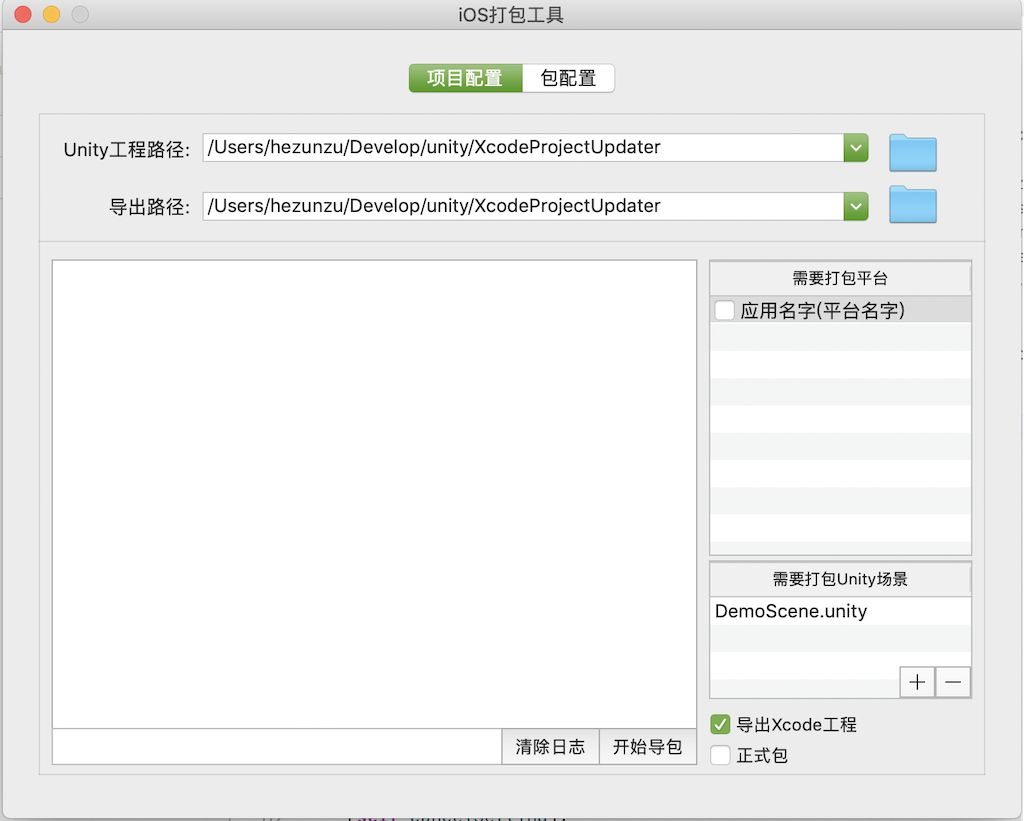 iOS打包工具
项目配置 包配置
Unity工程路径: /Users/hezunzu/Develop/unity/XcodeProjectUpdater
导出路径: /Users/hezunzu/Develop/unity/XcodeProjectUpdater
需要打包平台
应用名字(平台名字)
需要打包Unity场景
DemoScene.unity
导出Xcode工程
清除日志 开始导包
正式包